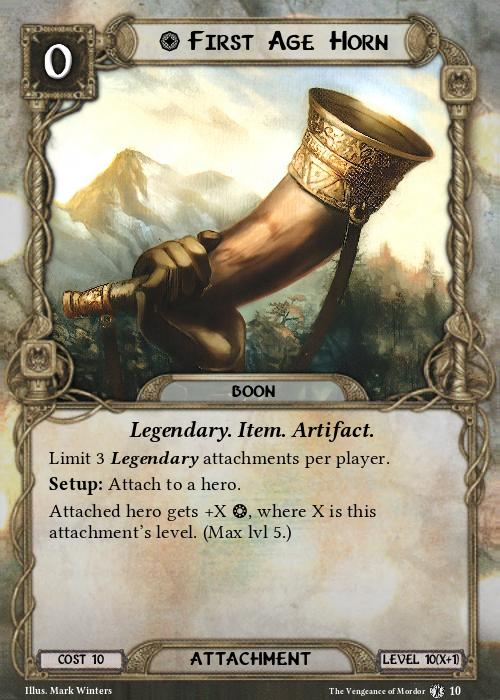 0
First Age Horn
BOON
Legendary. Item. Artifact.
Limit 3 Legendary attachments per player.
Setup: Attach to a hero.
Attached hero gets +X , where X is this
attachment's level. (Max lvl 5.)
COST 10
ATTACHMENT
LEVEL 10(X+1)
Illus. Mark Winters
The Vengeance of Mordor 10